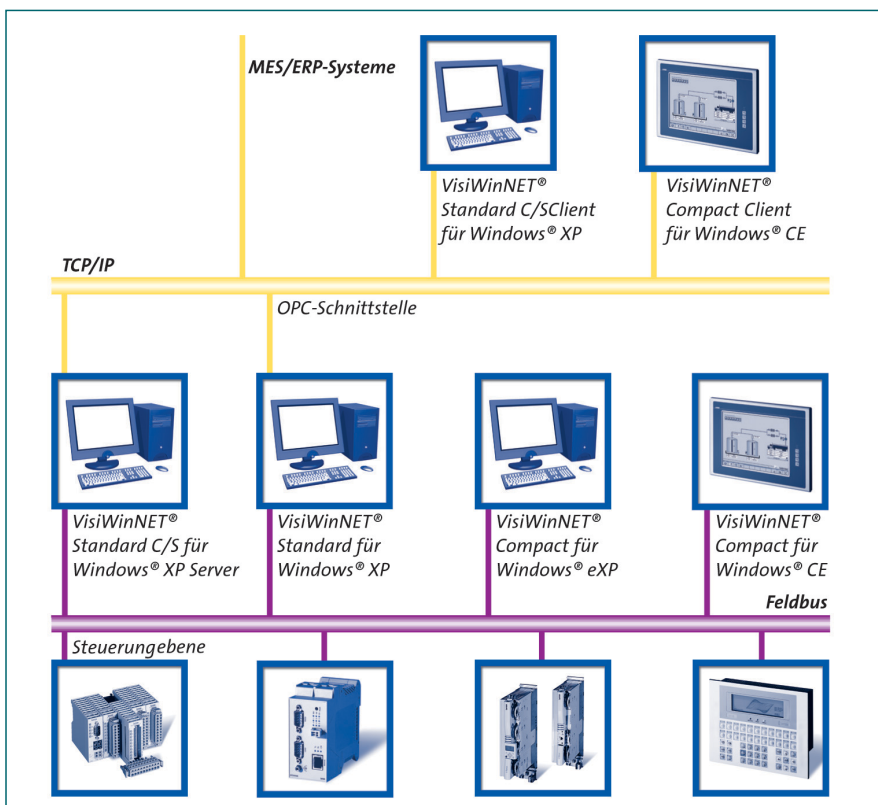 MES/ERP-Systeme
VisiWinNET®
Standard C/SClient
für Windows® XP
VisiWinNET®
Compact Client
für Windows® CE
TCP/IP
OPC-Schnittstelle
VisiWinNET®
Standard C/S für
Windows® XP Server
VisiWinNET®
Standard für
Windows® XP
VisiWinNET®
Compact für
Windows® eXP
VisiWinNET®
Compact für
Windows® CE
Feldbus
Steuerungebene